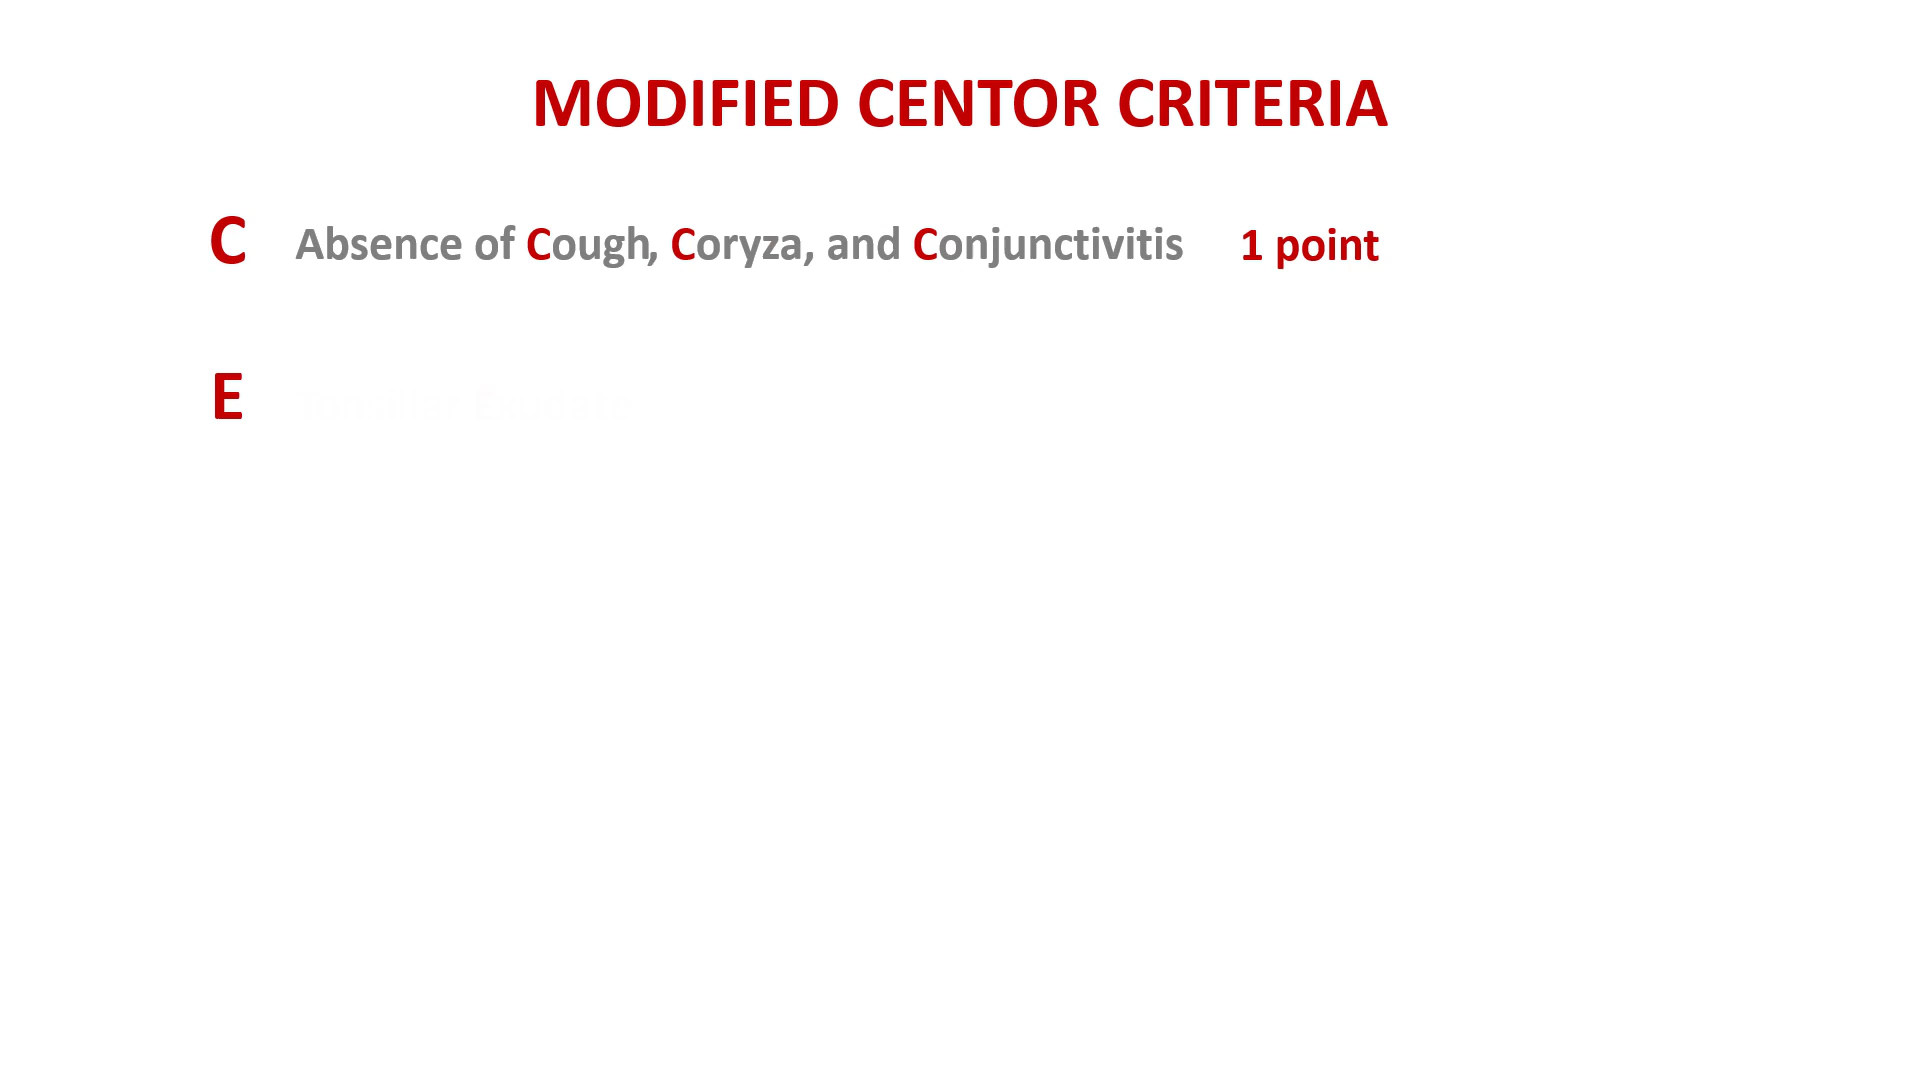 MODIFIED CENTOR CRITERIA
C Absence of Cough, Coryza, and Conjunctivitis 1 point
E